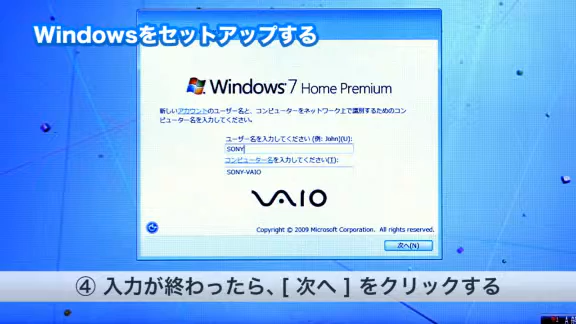 Windowsをセットアップする
Windows 7 Home Premium
新しいアカウントのユーザー名と、コンピューターをネットワーク上で識別するためのコン
ピューター名を入力してください。
ユーザー名を入力してください (例: John)(U):
SONY
コンピューター名を入力してください(T):
SONY-VAIO
VAIO
Copyright © 2009 Microsoft Corporation. All rights reserved.
次へ(N)
④ 入力が終わったら、[ 次へ ] をクリックする